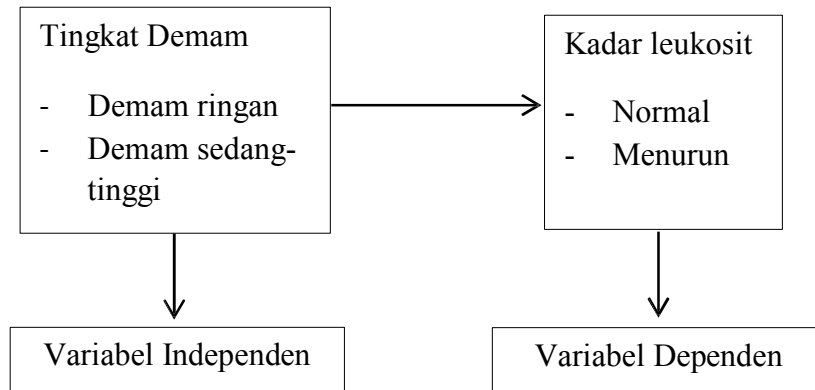 Tingkat Demam
- Demam ringan
- Demam sedang-
tinggi
Kadar leukosit
- Normal
- Menurun
Variabel Independen
Variabel Dependen